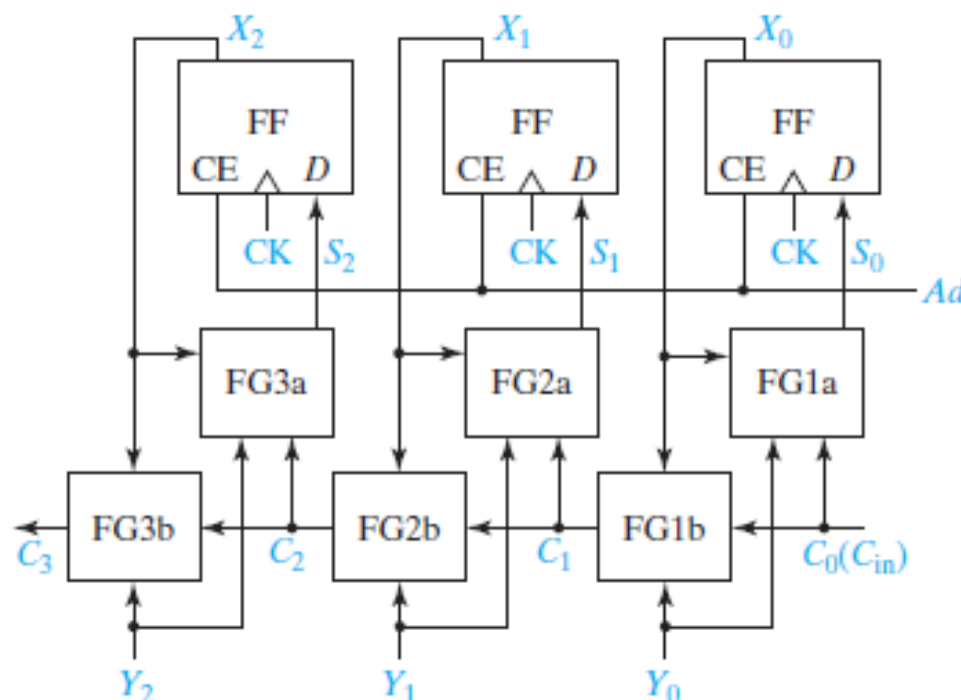 X₂ X₁ X₀
FF FF FF
CE D CE D CE D
CK S₂ CK S₁ CK S₀
Ad
FG3a FG2a FG1a
FG3b FG2b FG1b
C₃ C₂ C₁ C₀(Cᵢₙ)
Y₂ Y₁ Y₀